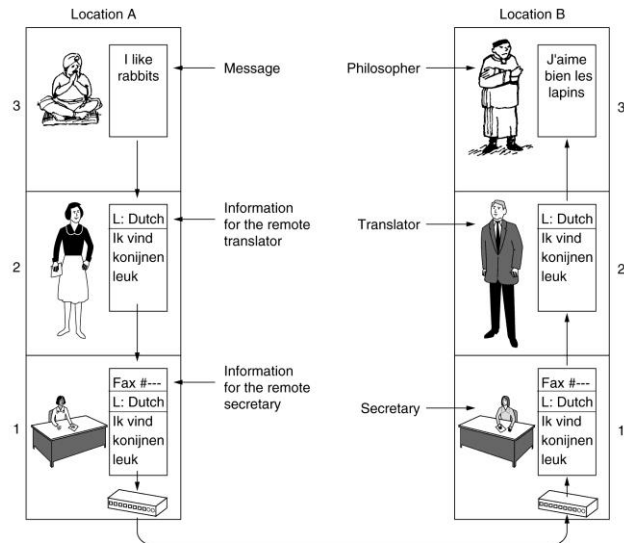 Location A
Location B
3
I like
rabbits
Message
Philosopher
J'aime
bien les
lapins
3
2
L: Dutch
Ik vind
konijnen
leuk
Information
for the remote
translator
Translator
L: Dutch
Ik vind
konijnen
leuk
2
1
Fax #---
L: Dutch
Ik vind
konijnen
leuk
Information
for the remote
secretary
Secretary
Fax #---
L: Dutch
Ik vind
konijnen
leuk
1